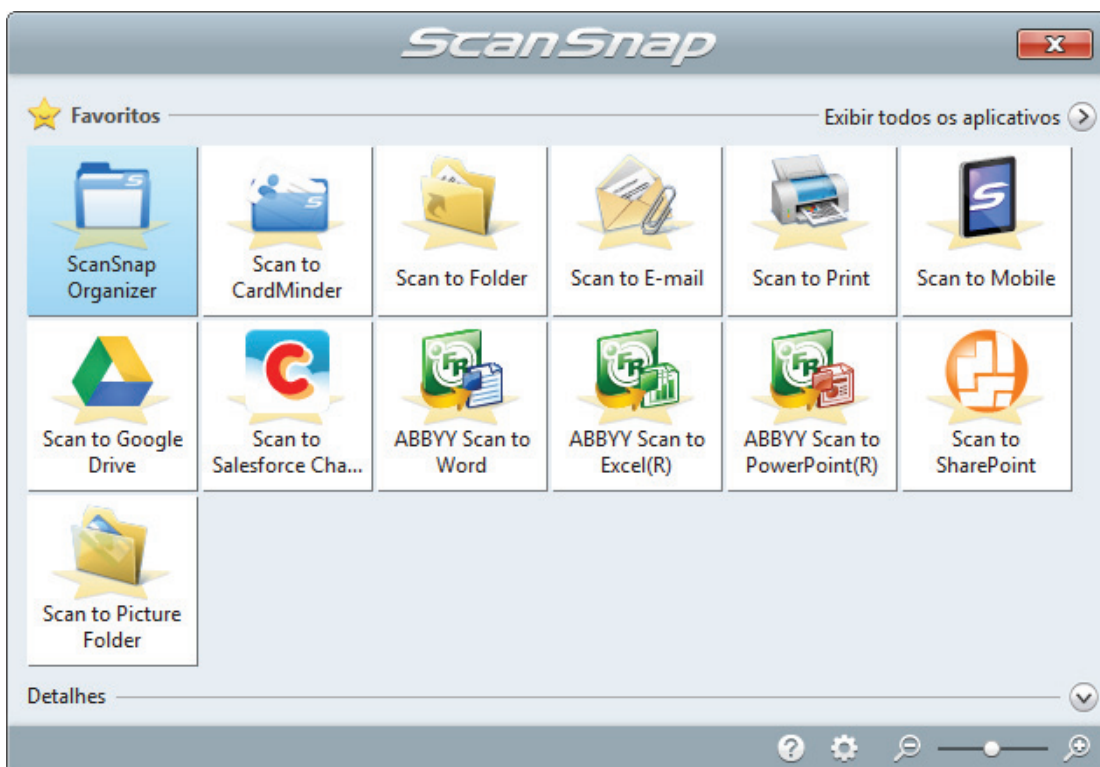 ScanSnap
Favoritos
Exibir todos os aplicativos
ScanSnap
Organizer
Scan to
CardMinder
Scan to Folder
Scan to E-mail
Scan to Print
Scan to Mobile
Scan to Google
Drive
Scan to
Salesforce Cha...
ABBYY Scan to
Word
ABBYY Scan to
Excel(R)
ABBYY Scan to
PowerPoint(R)
Scan to
SharePoint
Scan to Picture
Folder
Detalhes